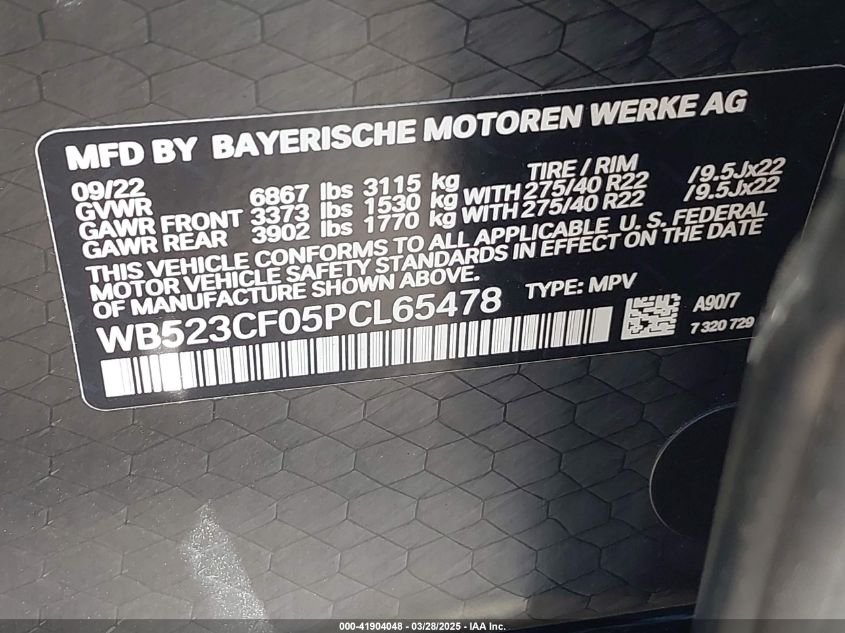 MFD BY BAYERISCHE MOTOREN WERKE AG
09/22 TIRE / RIM
GVWR 6867 lbs 3115 kg
GAWR FRONT 3373 lbs 1530 kg WITH 275/40 R22 /9.5Jx22
GAWR REAR 3902 lbs 1770 kg WITH 275/40 R22 /9.5Jx22
THIS VEHICLE CONFORMS TO ALL APPLICABLE U. S. FEDERAL
MOTOR VEHICLE SAFETY STANDARDS IN EFFECT ON THE DATE
OF MANUFACTURE SHOWN ABOVE.
WB523CF05PCL65478 TYPE: MPV
A90/7
7 320 729
000-41904048 - 03/28/2025 - IAA Inc.